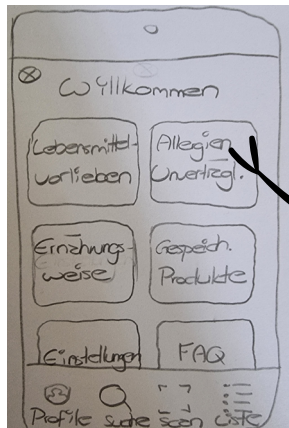 Willkommen
Lebensmittel-
vorlieben
Allergien
Unverträgl.
Ernährungs-
weise
Gespeich.
Produkte
Einstellungen
FAQ
Profile Suche Scan Liste